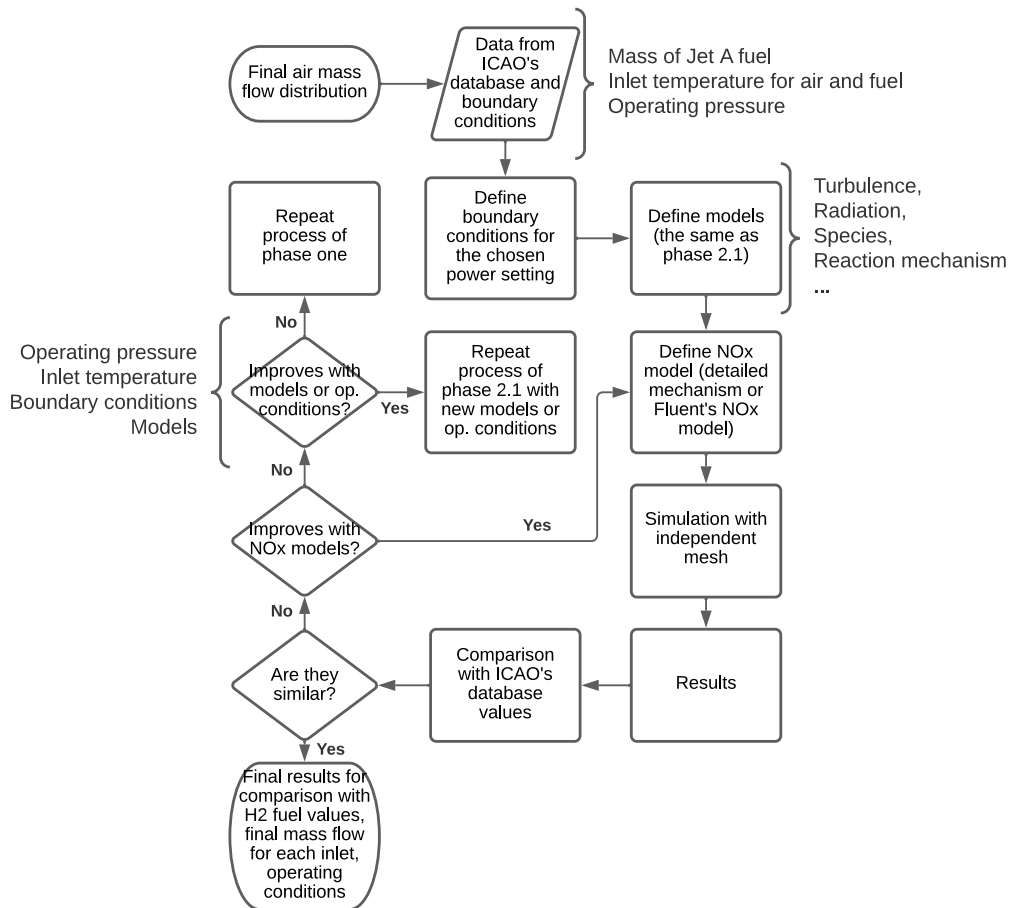 Final air mass
flow distribution
Data from
ICAO's
database and
boundary
conditions
Mass of Jet A fuel
Inlet temperature for air and fuel
Operating pressure
Repeat
process of
phase one
Define
boundary
conditions for
the chosen
power setting
Define models
(the same as
phase 2.1)
Turbulence,
Radiation,
Species,
Reaction mechanism
...
No
Operating pressure
Inlet temperature
Boundary conditions
Models
Improves with
models or op.
conditions?
Yes
Repeat
process of
phase 2.1 with
new models or
op. conditions
Define NOx
model (detailed
mechanism or
Fluent's NOx
model)
No
Improves with
NOx models?
Yes
Simulation with
independent
mesh
No
Are they
similar?
Comparison
with ICAO's
database
values
Results
Yes
Final results for
comparison with
H2 fuel values,
final mass flow
for each inlet,
operating
conditions